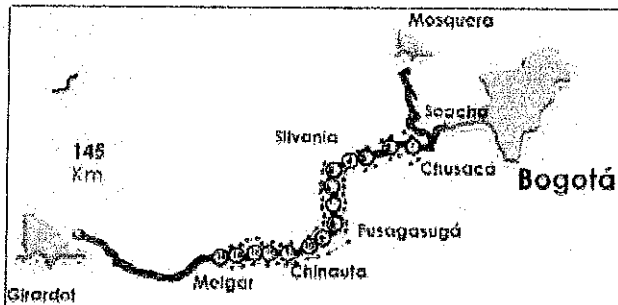 Mosquera
Soacha
Silvania
145
Km
Chusacá
Bogotá
Fusagasugá
Chinauta
Melgar
Girardot